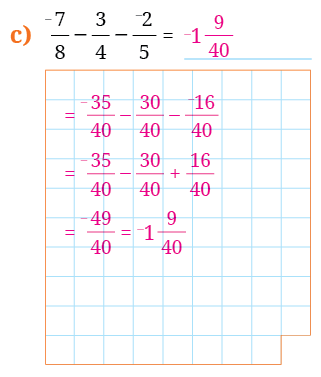 c) ⁻7/8 − 3/4 − ⁻2/5 = ⁻1 9/40
= ⁻35/40 − 30/40 − ⁻16/40
= ⁻35/40 − 30/40 + 16/40
= ⁻49/40 = ⁻1 9/40